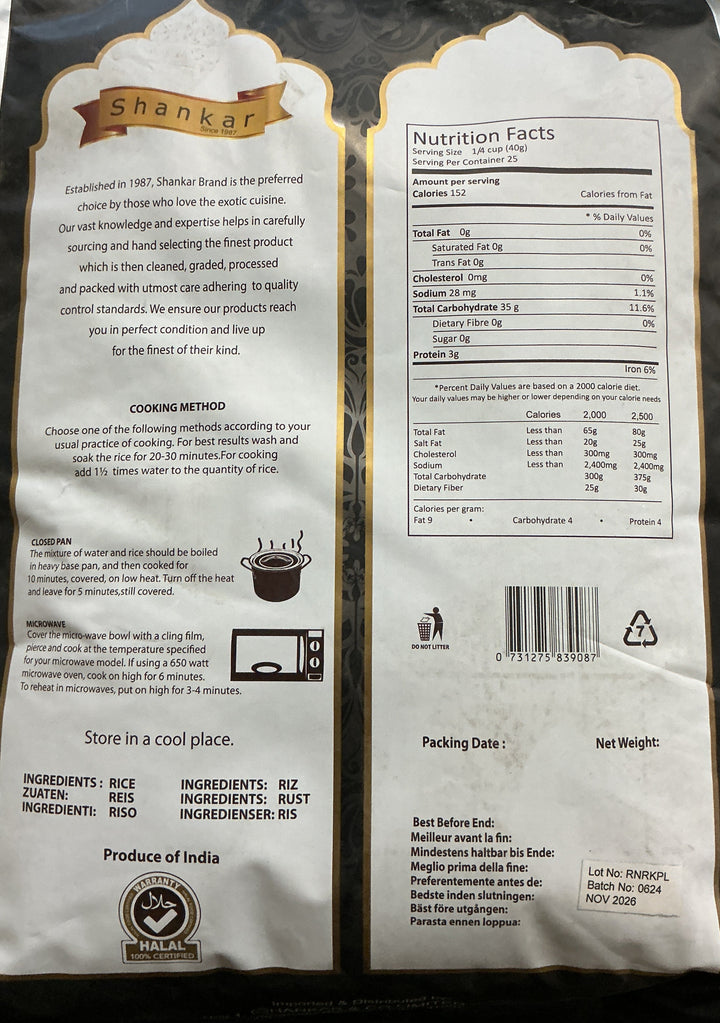 Shankar
Since 1987
Established in 1987, Shankar Brand is the preferred
choice by those who love the exotic cuisine.
Our vast knowledge and expertise helps in carefully
sourcing and hand selecting the finest product
which is then cleaned, graded, processed
and packed with utmost care adhering to quality
control standards. We ensure our products reach
you in perfect condition and live up
for the finest of their kind.
COOKING METHOD
Choose one of the following methods according to your
usual practice of cooking. For best results wash and
soak the rice for 20-30 minutes.For cooking
add 1½ times water to the quantity of rice.
CLOSED PAN
The mixture of water and rice should be boiled
in heavy base pan, and then cooked for
10 minutes, covered, on low heat. Turn off the heat
and leave for 5 minutes,still covered.
MICROWAVE
Cover the micro-wave bowl with a cling film,
pierce and cook at the temperature specified
for your microwave model. If using a 650 watt
microwave oven, cook on high for 6 minutes.
To reheat in microwaves, put on high for 3-4 minutes.
Store in a cool place.
INGREDIENTS : RICE
ZUATEN: REIS
INGREDIENTI: RISO
INGREDIENTS: RIZ
INGREDIENTS: RUST
INGREDIENSER: RIS
Produce of India
WARRANTY
حلال
HALAL
100% CERTIFIED
Nutrition Facts
Serving Size 1/4 cup (40g)
Serving Per Container 25
Amount per serving
Calories 152 Calories from Fat
* % Daily Values
Total Fat 0g 0%
Saturated Fat 0g 0%
Trans Fat 0g
Cholesterol 0mg 0%
Sodium 28 mg 1.1%
Total Carbohydrate 35 g 11.6%
Dietary Fibre 0g 0%
Sugar 0g
Protein 3g
Iron 6%
*Percent Daily Values are based on a 2000 calorie diet.
Your daily values may be higher or lower depending on your calorie needs
Calories 2,000 2,500
Total Fat Less than 65g 80g
Salt Fat Less than 20g 25g
Cholesterol Less than 300mg 300mg
Sodium Less than 2,400mg 2,400mg
Total Carbohydrate 300g 375g
Dietary Fiber 25g 30g
Calories per gram:
Fat 9 • Carbohydrate 4 • Protein 4
DO NOT LITTER
0 731275 839087
7
Packing Date : Net Weight:
Best Before End:
Meilleur avant la fin:
Mindestens haltbar bis Ende:
Meglio prima della fine:
Preferentemente antes de:
Bedste inden slutningen:
Bäst före utgången:
Parasta ennen loppua:
Lot No: RNRKPL
Batch No: 0624
NOV 2026
Imported & Distributed by